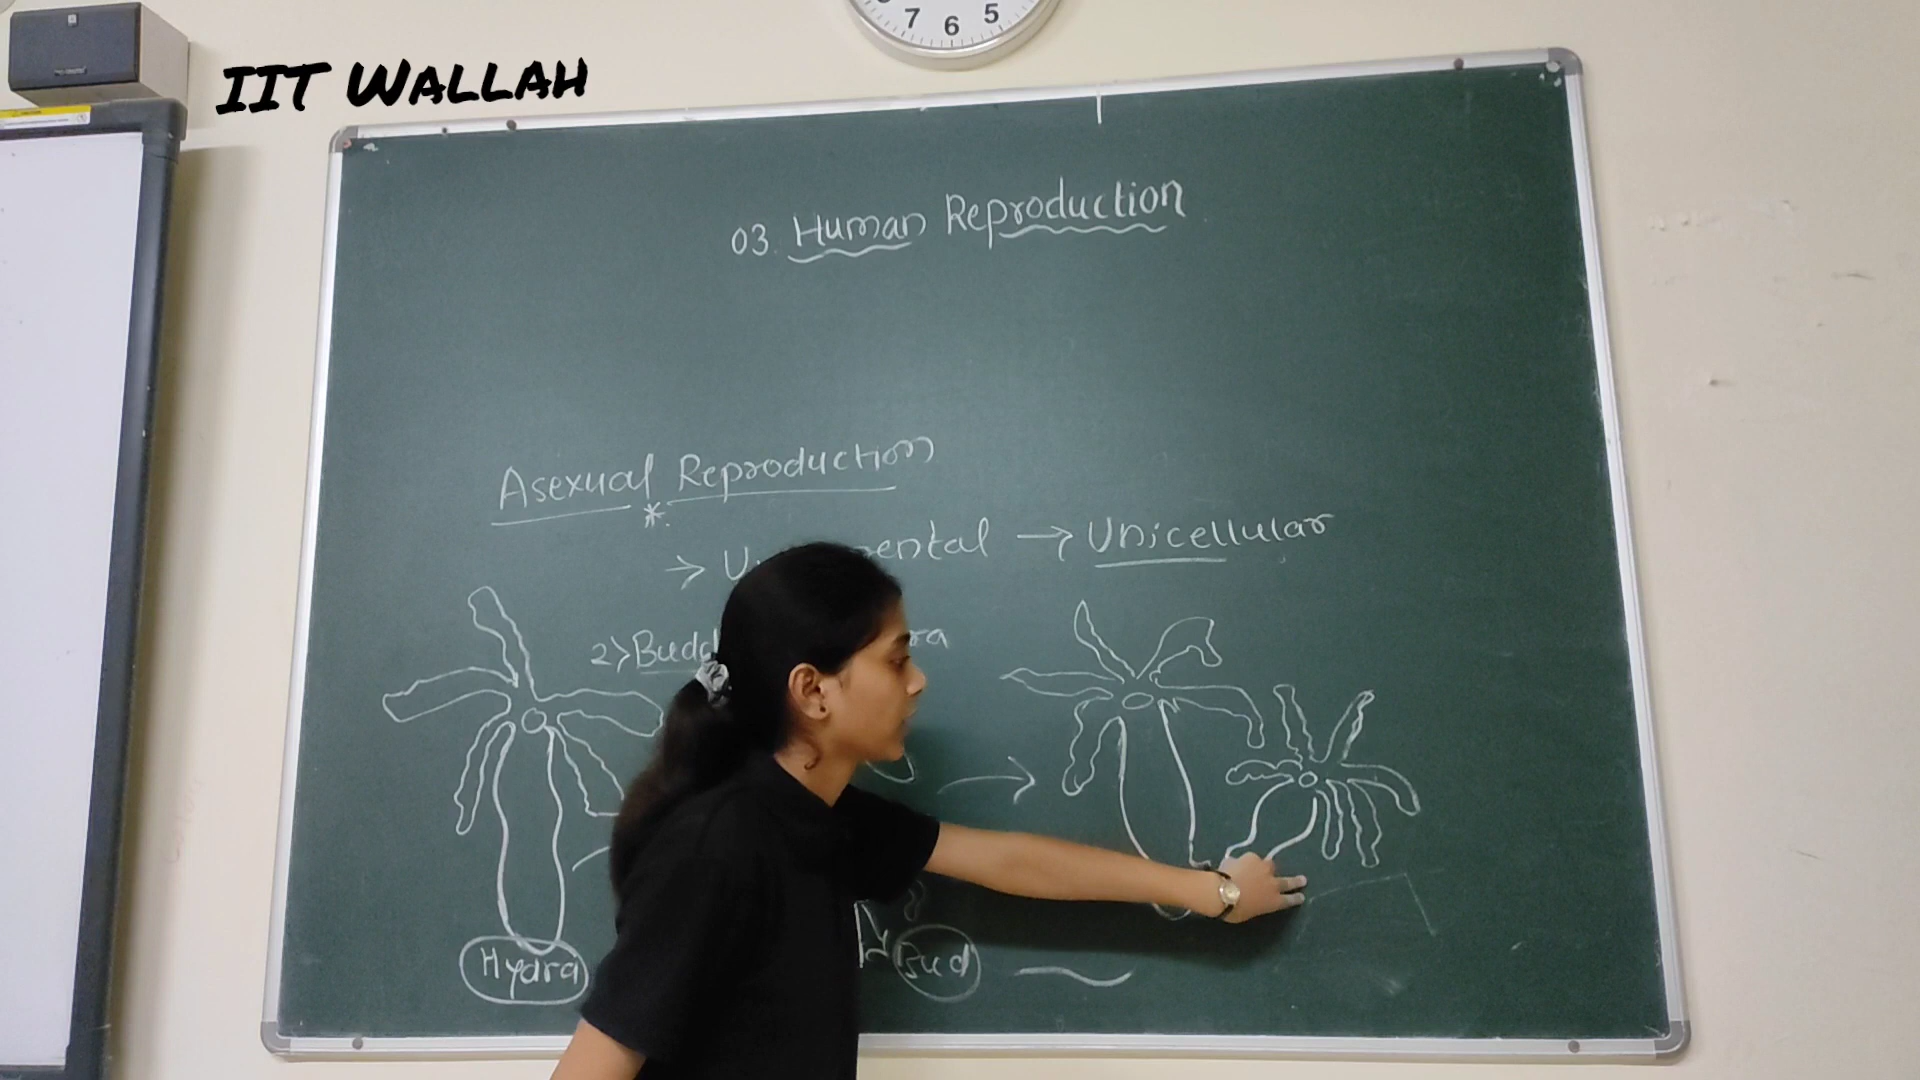 IIT WALLAH
7 6 5
03. Human Reproduction
Asexual Reproduction
*
→ ental → Unicellular
2> Budd ra
Hydra
Bud